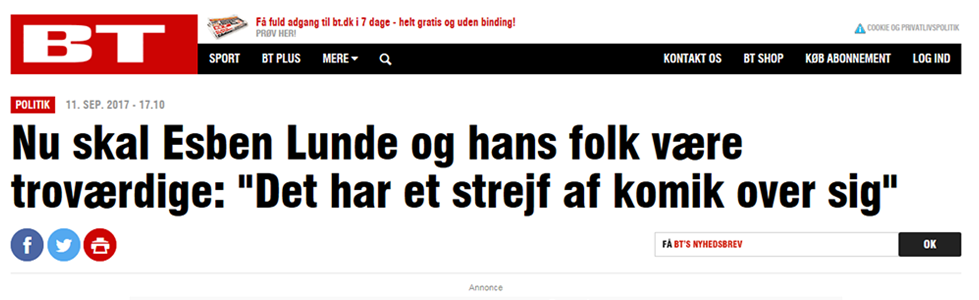 BT
Få fuld adgang til bt.dk i 7 dage - helt gratis og uden binding!
PRØV HER!
COOKIE OG PRIVATLIVSPOLITIK
SPORT BT PLUS MERE KONTAKT OS BT SHOP KØB ABONNEMENT LOG IND
POLITIK 11. SEP. 2017 - 17.10
Nu skal Esben Lunde og hans folk være
troværdige: "Det har et strejf af komik over sig"
FÅ BT'S NYHEDSBREV OK
Annonce